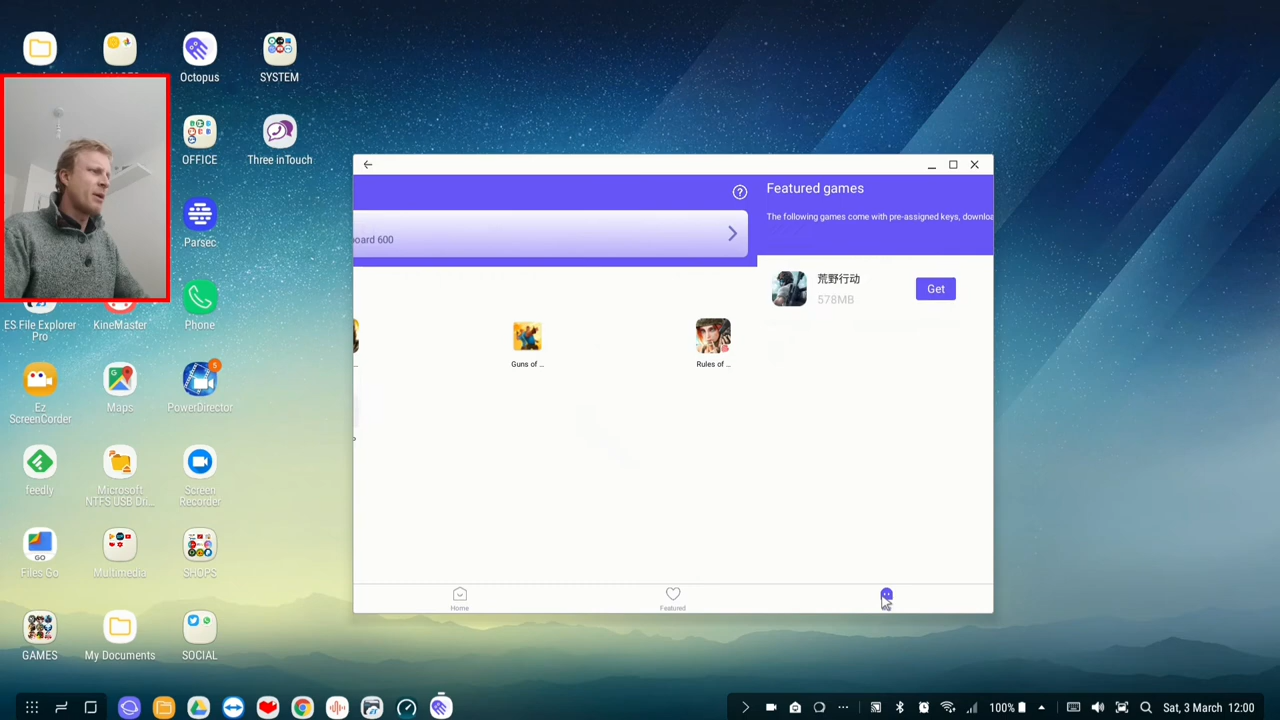 Octopus
SYSTEM
OFFICE
Three inTouch
Parsec
ES File Explorer
Pro
KineMaster
Phone
5
Ez
ScreenCorder
Maps
PowerDirector
feedly
Microsoft
NTFS USB Dri...
Screen
Recorder
GO
Files Go
Multimedia
SHOPS
GAMES
My Documents
SOCIAL
Featured games
The following games come with pre-assigned keys, downloa
oard 600
荒野行动
578MB
Get
Guns of ...
Rules of ...
Home
Featured
100%
Sat, 3 March
12:00